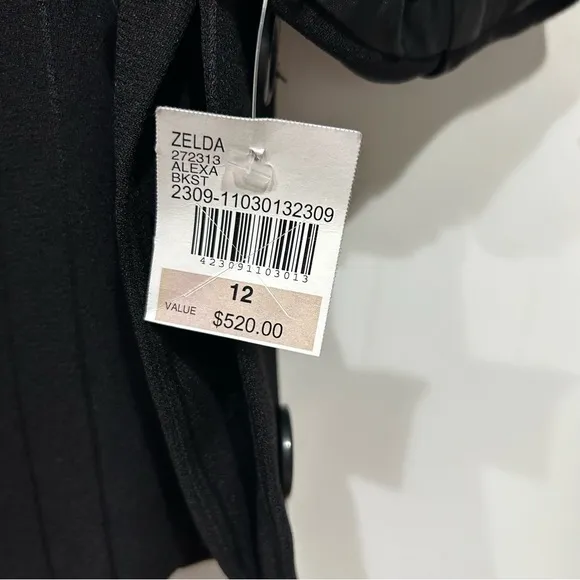 ZELDA
272313
ALEXA
BKST
2309-11030132309
423091103013
12
VALUE $520.00